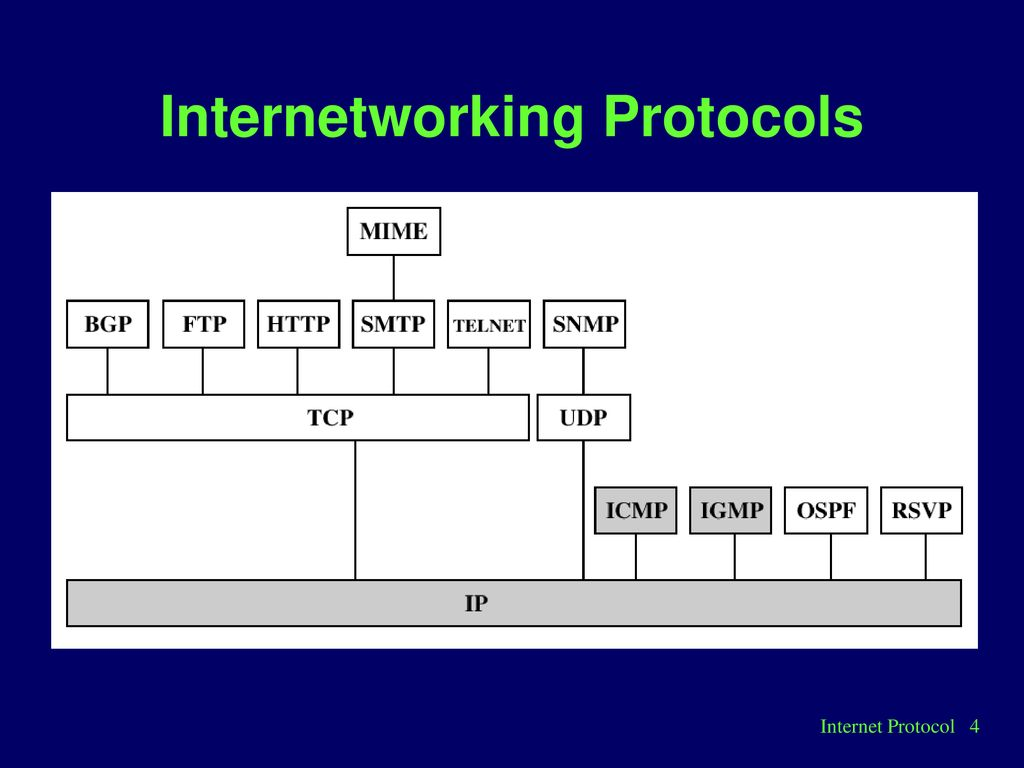 Internetworking Protocols
MIME
BGP FTP HTTP SMTP TELNET SNMP
TCP UDP
ICMP IGMP OSPF RSVP
IP
Internet Protocol 4